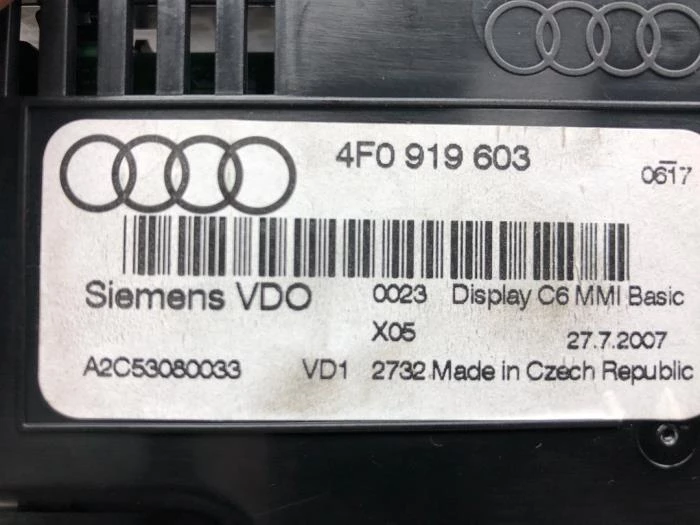 4F0 919 603
0617
Siemens VDO 0023 Display C6 MMI Basic
X05 27.7.2007
A2C53080033 VD1 2732 Made in Czech Republic